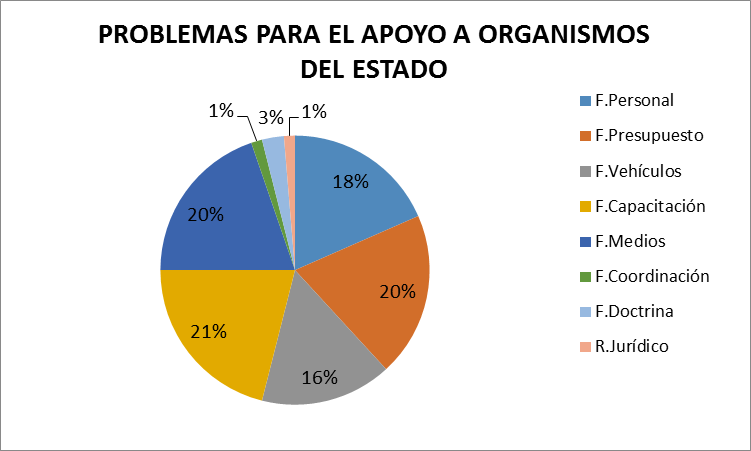 PROBLEMAS PARA EL APOYO A ORGANISMOS
DEL ESTADO
1%
3%
1%
18%
20%
20%
21%
16%
F.Personal
F.Presupuesto
F.Vehículos
F.Capacitación
F.Medios
F.Coordinación
F.Doctrina
R.Jurídico